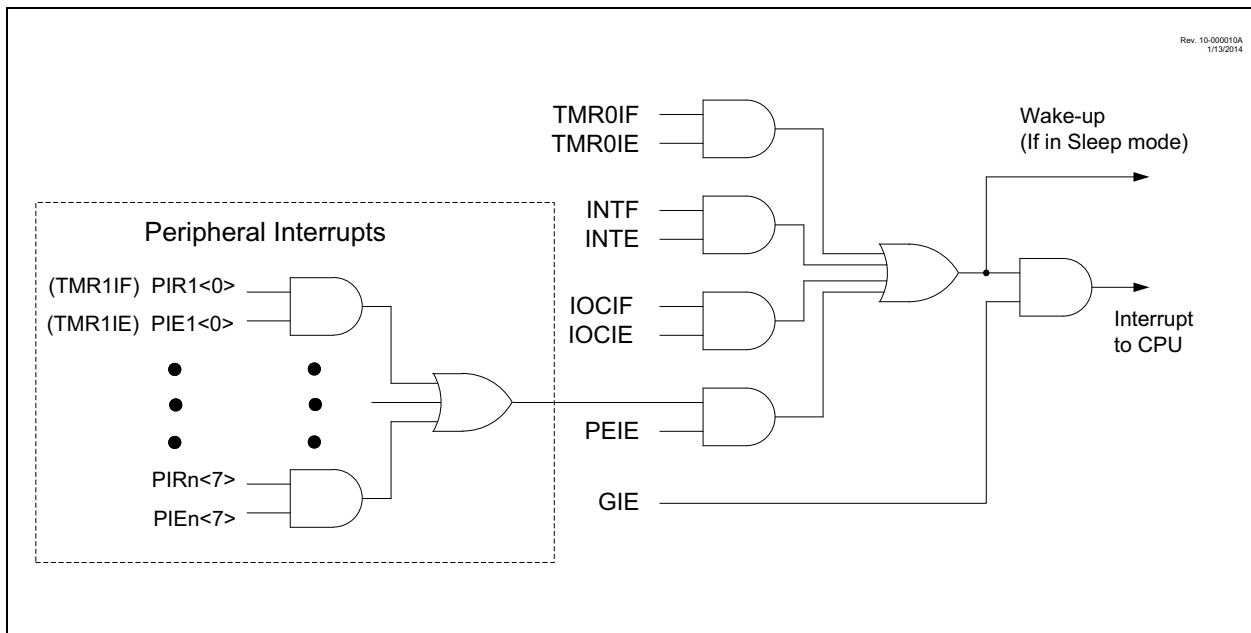 Rev. 10-000010A
1/13/2014
TMR0IF
TMR0IE
Wake-up
(If in Sleep mode)
INTF
INTE
Peripheral Interrupts
(TMR1IF) PIR1<0>
(TMR1IE) PIE1<0>
IOCIF
IOCIE
Interrupt
to CPU
PEIE
PIRn<7>
PIEn<7>
GIE